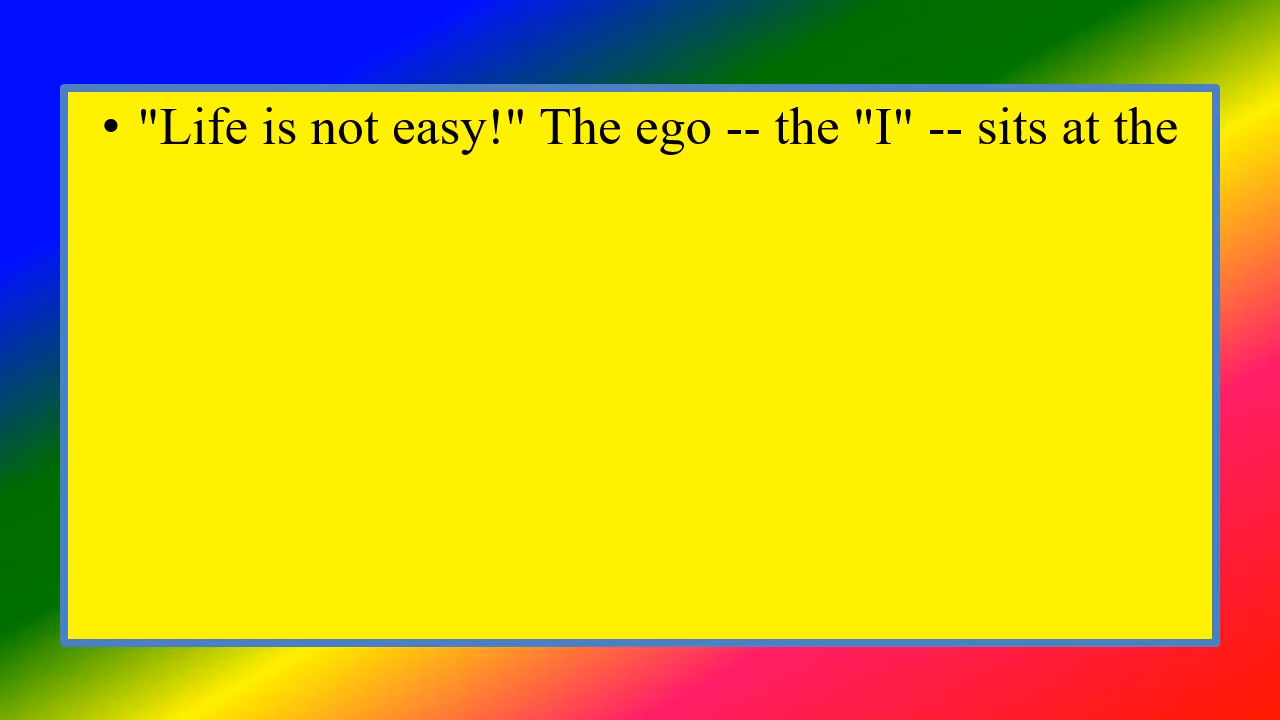 • "Life is not easy!" The ego -- the "I" -- sits at the